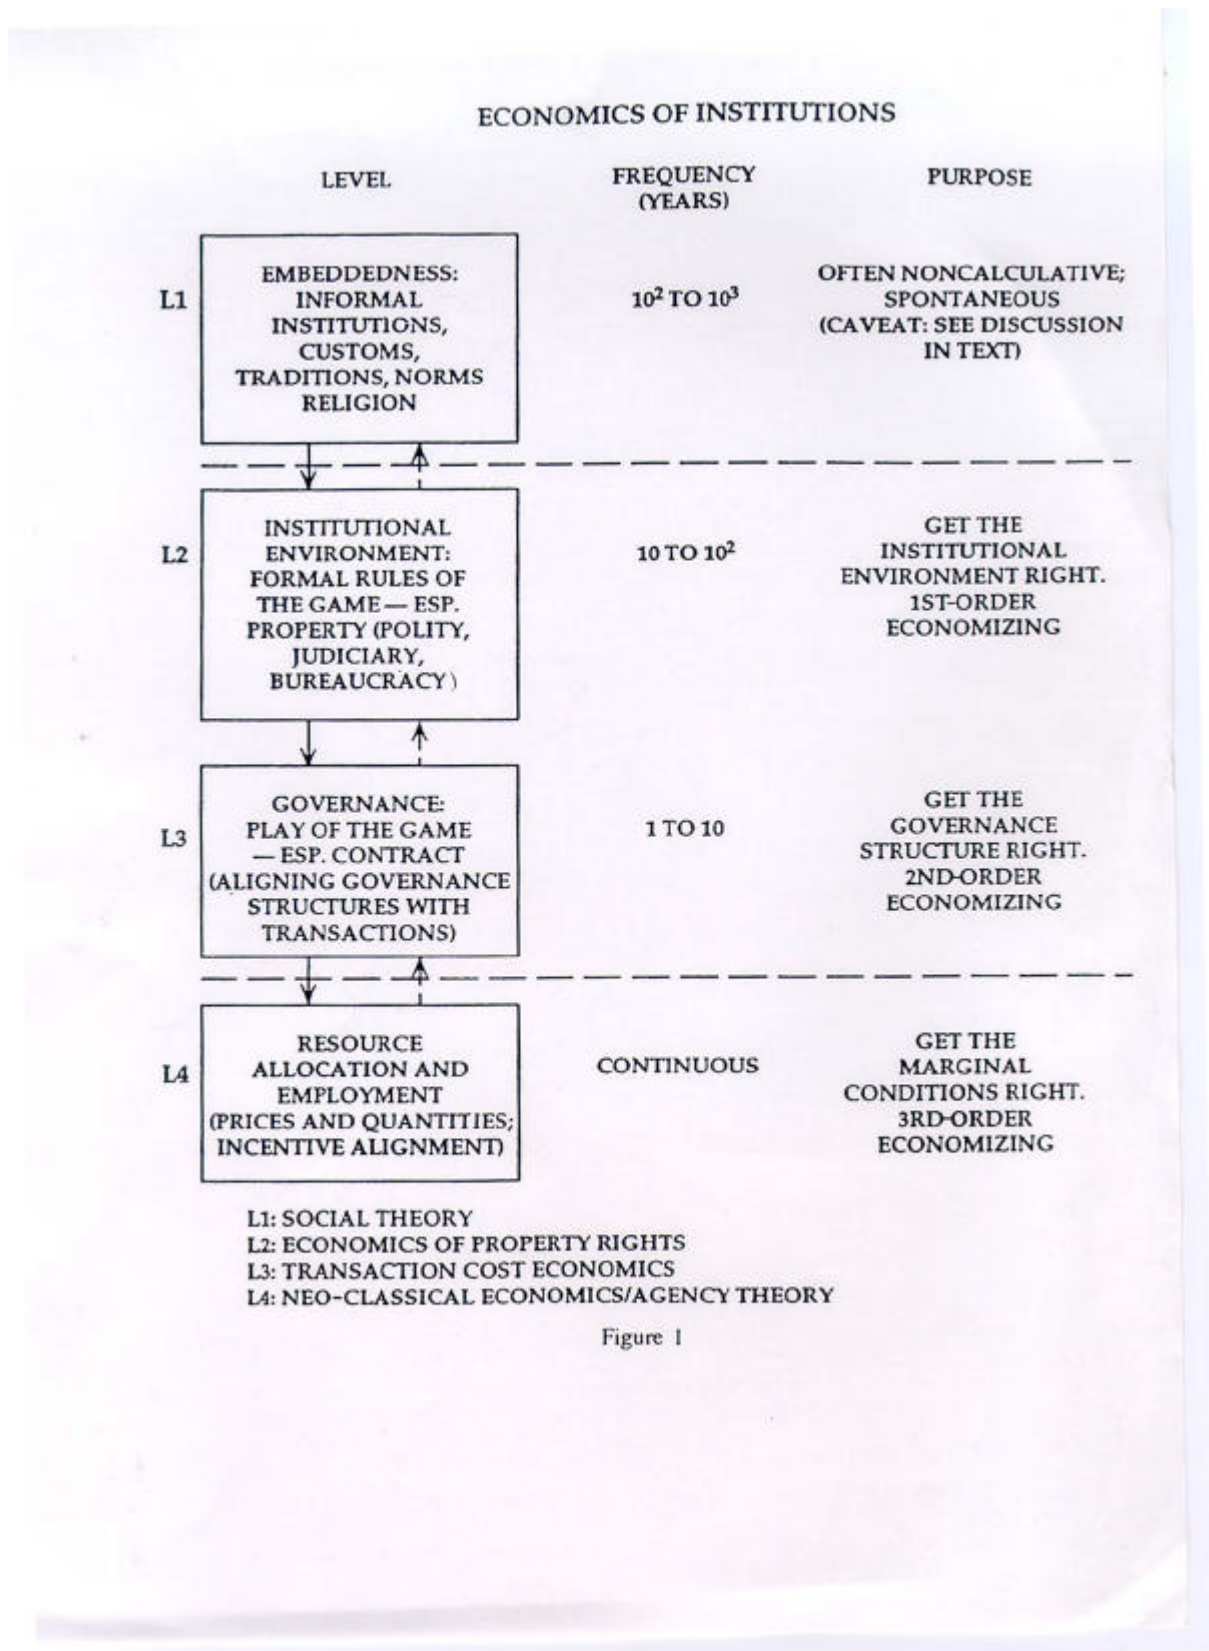 ECONOMICS OF INSTITUTIONS
LEVEL
FREQUENCY
(YEARS)
PURPOSE
L1
EMBEDDEDNESS:
INFORMAL
INSTITUTIONS,
CUSTOMS,
TRADITIONS, NORMS
RELIGION
10² TO 10³
OFTEN NONCALCULATIVE;
SPONTANEOUS
(CAVEAT: SEE DISCUSSION
IN TEXT)
L2
INSTITUTIONAL
ENVIRONMENT:
FORMAL RULES OF
THE GAME — ESP.
PROPERTY (POLITY,
JUDICIARY,
BUREAUCRACY)
10 TO 10²
GET THE
INSTITUTIONAL
ENVIRONMENT RIGHT.
1ST-ORDER
ECONOMIZING
L3
GOVERNANCE:
PLAY OF THE GAME
— ESP. CONTRACT
(ALIGNING GOVERNANCE
STRUCTURES WITH
TRANSACTIONS)
1 TO 10
GET THE
GOVERNANCE
STRUCTURE RIGHT.
2ND-ORDER
ECONOMIZING
L4
RESOURCE
ALLOCATION AND
EMPLOYMENT
(PRICES AND QUANTITIES;
INCENTIVE ALIGNMENT)
CONTINUOUS
GET THE
MARGINAL
CONDITIONS RIGHT.
3RD-ORDER
ECONOMIZING
L1: SOCIAL THEORY
L2: ECONOMICS OF PROPERTY RIGHTS
L3: TRANSACTION COST ECONOMICS
L4: NEO-CLASSICAL ECONOMICS/AGENCY THEORY
Figure 1